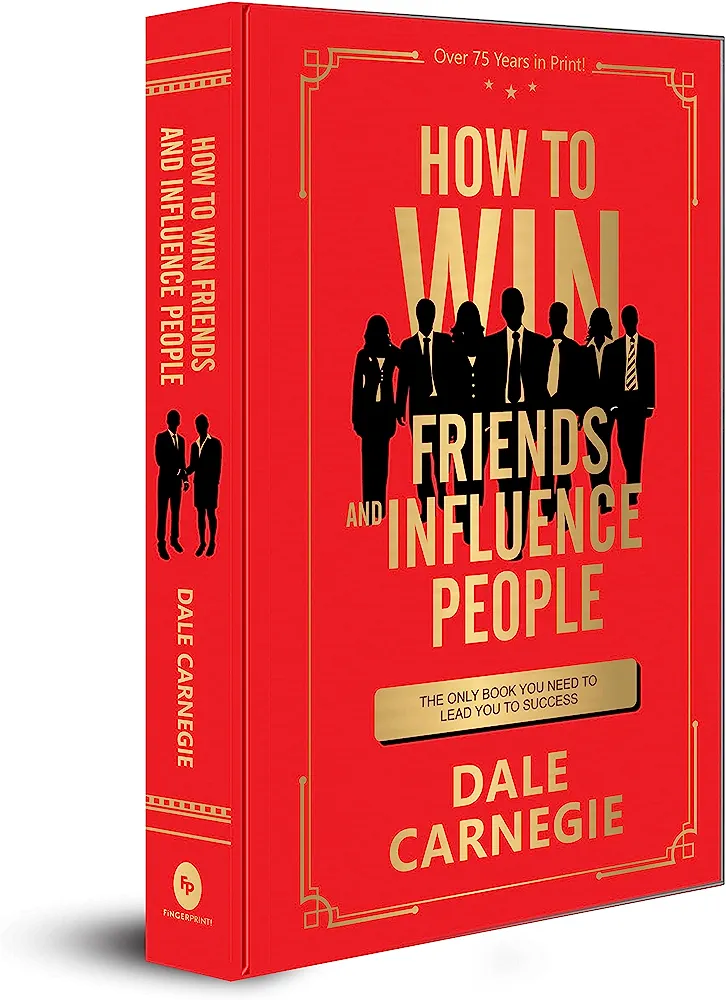 HOW TO WIN FRIENDS
AND INFLUENCE PEOPLE
DALE CARNEGIE
FP
FiNGERPRINT!
Over 75 Years in Print!
HOW TO
WIN
FRIENDS
AND INFLUENCE
PEOPLE
THE ONLY BOOK YOU NEED TO
LEAD YOU TO SUCCESS
DALE
CARNEGIE